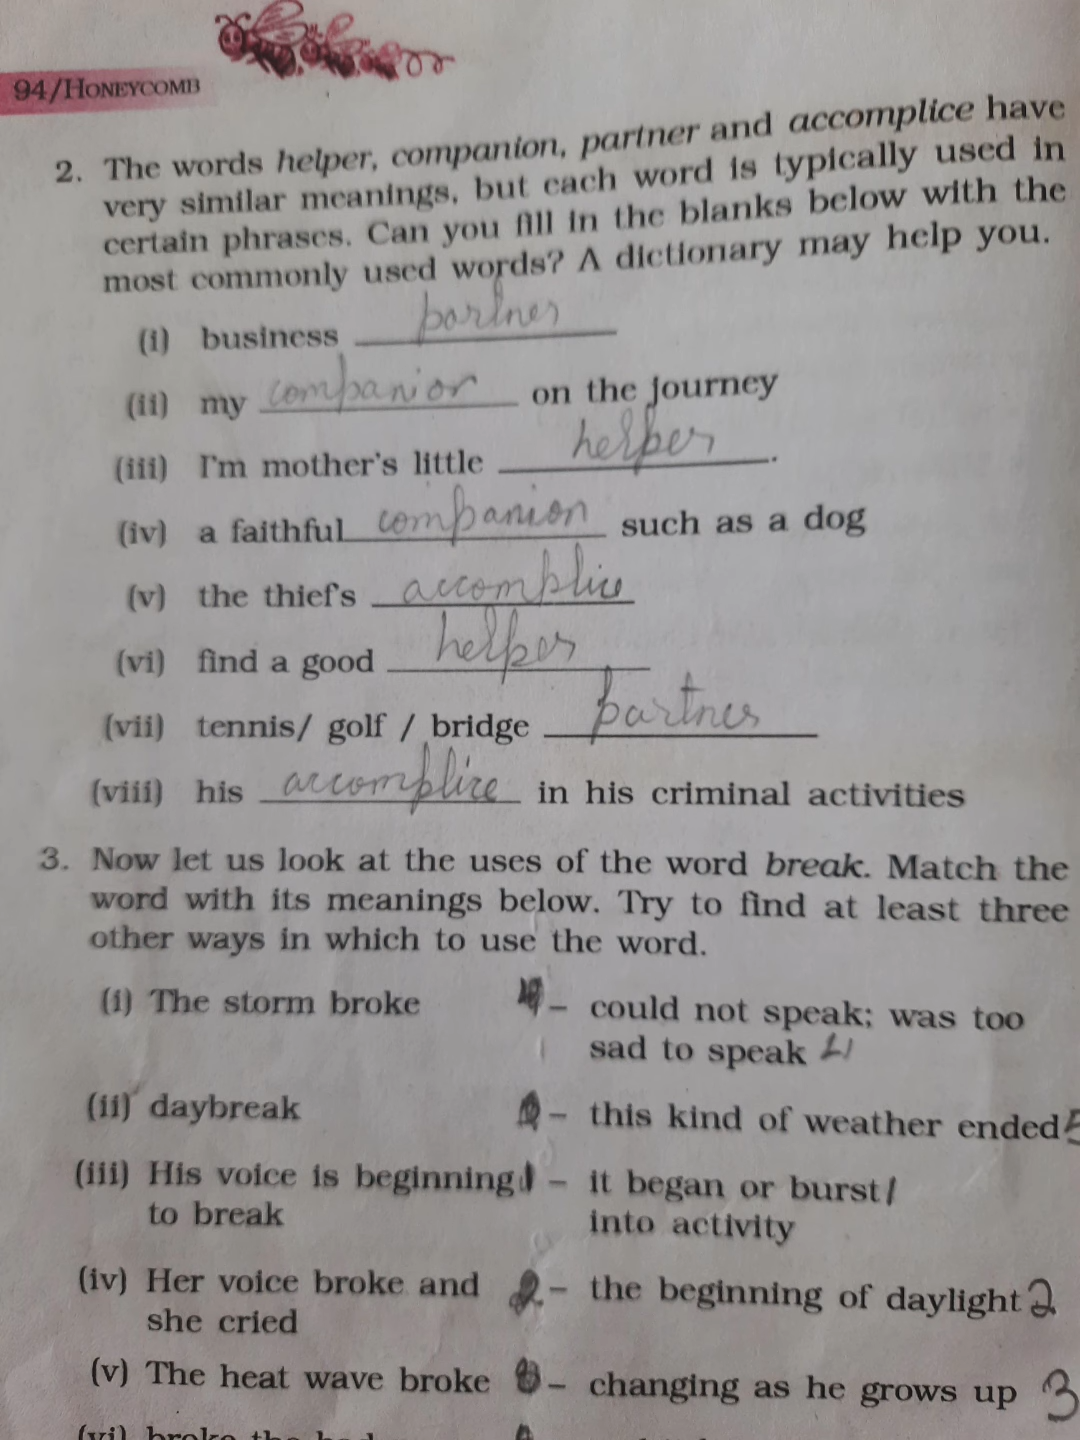 94/HONEYCOMB
2. The words helper, companion, partner and accomplice have
very similar meanings, but each word is typically used in
certain phrases. Can you fill in the blanks below with the
most commonly used words? A dictionary may help you.
(i) business partner
(ii) my companion on the journey
(iii) I'm mother's little helper.
(iv) a faithful companion such as a dog
(v) the thief's accomplice
(vi) find a good helper
(vii) tennis/ golf / bridge partner
(viii) his accomplice in his criminal activities
3. Now let us look at the uses of the word break. Match the
word with its meanings below. Try to find at least three
other ways in which to use the word.
(i) The storm broke – could not speak; was too
sad to speak 4
(ii) daybreak – this kind of weather ended 5
(iii) His voice is beginning – it began or burst 1
to break into activity
(iv) Her voice broke and – the beginning of daylight 2
she cried
(v) The heat wave broke – changing as he grows up 3
(vi) broke the bad